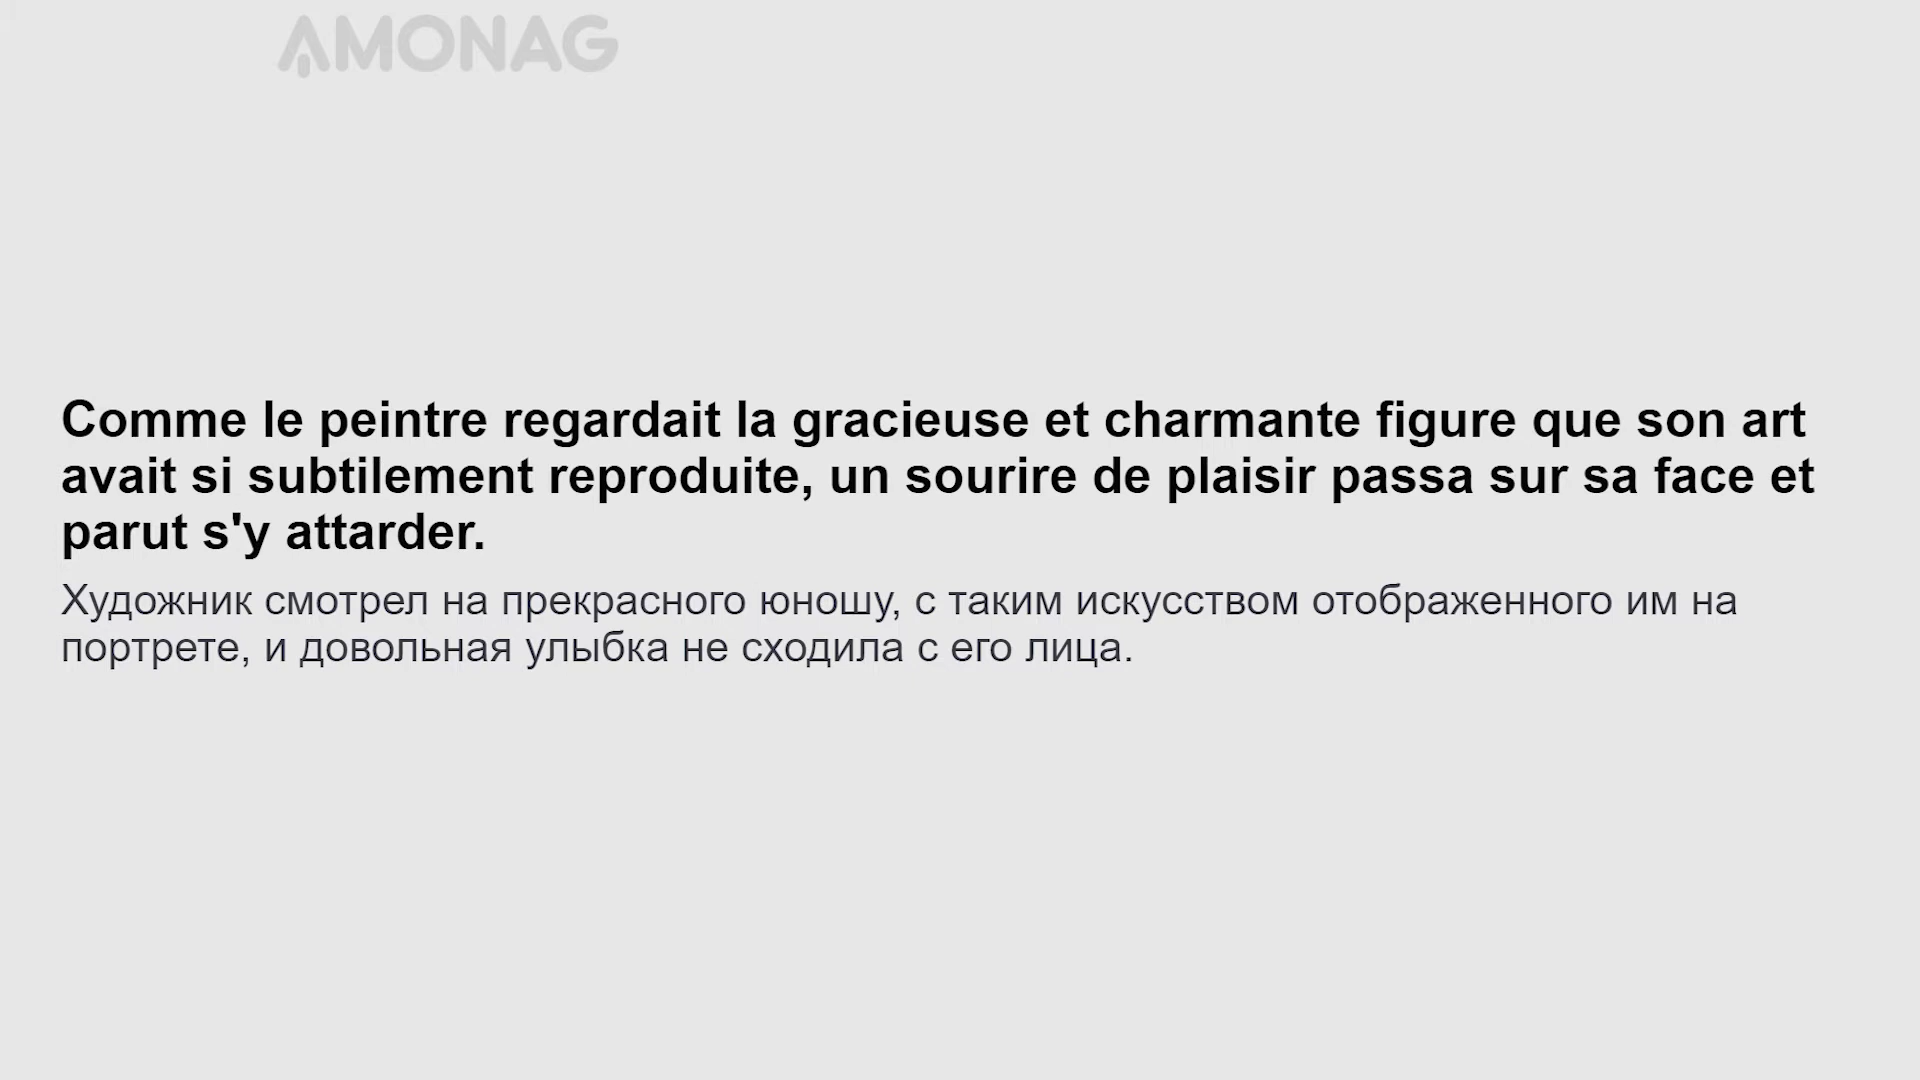 AMONAG
Comme le peintre regardait la gracieuse et charmante figure que son art
avait si subtilement reproduite, un sourire de plaisir passa sur sa face et
parut s'y attarder.
Художник смотрел на прекрасного юношу, с таким искусством отображенного им на
портрете, и довольная улыбка не сходила с его лица.